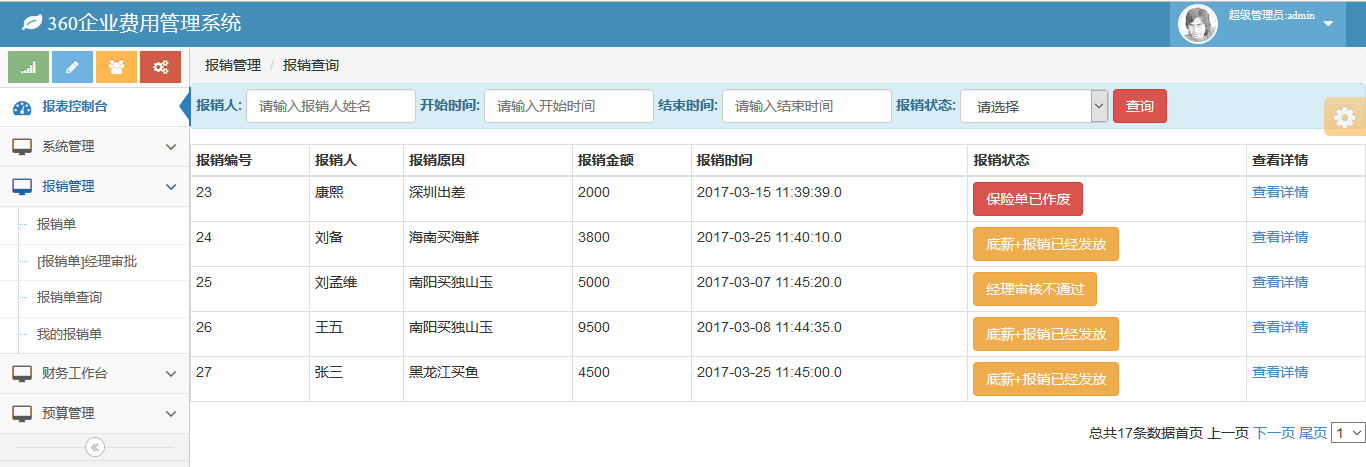 360企业费用管理系统
超级管理员:admin
报销管理 / 报销查询
报表控制台
系统管理
报销管理
报销单
[报销单]经理审批
报销单查询
我的报销单
财务工作台
预算管理
报销人: 请输入报销人姓名 开始时间: 请输入开始时间 结束时间: 请输入结束时间 报销状态: 请选择 查询
报销编号 报销人 报销原因 报销金额 报销时间 报销状态 查看详情
23 康熙 深圳出差 2000 2017-03-15 11:39:39.0 保险单已作废 查看详情
24 刘备 海南买海鲜 3800 2017-03-25 11:40:10.0 底薪+报销已经发放 查看详情
25 刘孟维 南阳买独山玉 5000 2017-03-07 11:45:20.0 经理审核不通过 查看详情
26 王五 南阳买独山玉 9500 2017-03-08 11:44:35.0 底薪+报销已经发放 查看详情
27 张三 黑龙江买鱼 4500 2017-03-25 11:45:00.0 底薪+报销已经发放 查看详情
总共17条数据首页 上一页 下一页 尾页 1